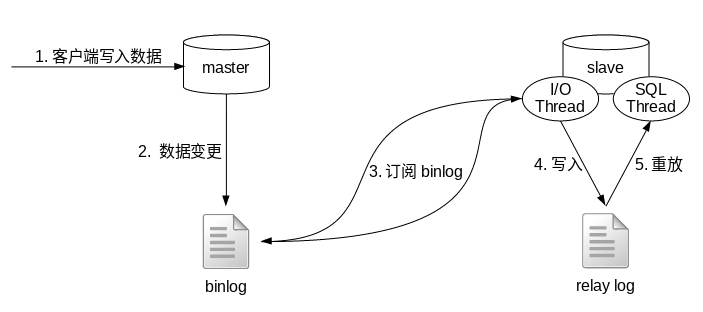 1. 客户端写入数据
master
slave
I/O
Thread
SQL
Thread
2. 数据变更
3. 订阅 binlog
4. 写入
5. 重放
binlog
relay log